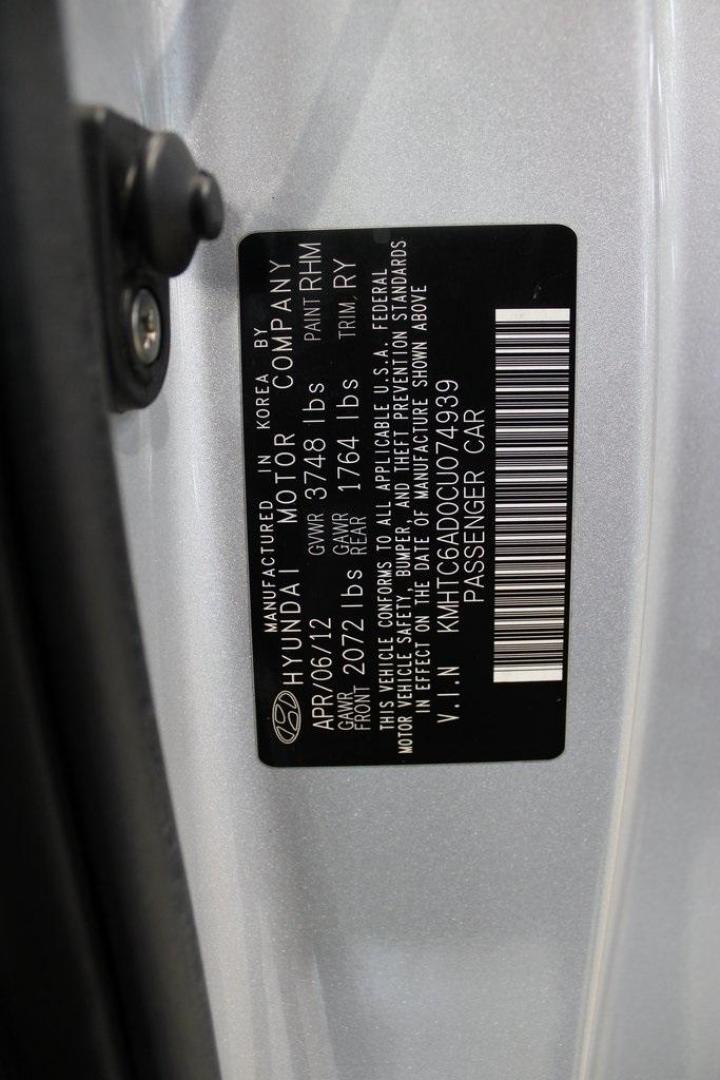 MANUFACTURED IN KOREA BY
HYUNDAI MOTOR COMPANY
APR/06/12 GVWR 3748 lbs PAINT RHM
GAWR FRONT 2072 lbs GAWR REAR 1764 lbs TRIM RY
THIS VEHICLE CONFORMS TO ALL APPLICABLE U.S.A. FEDERAL
MOTOR VEHICLE SAFETY, BUMPER, AND THEFT PREVENTION STANDARDS
IN EFFECT ON THE DATE OF MANUFACTURE SHOWN ABOVE
V.I.N KMHTC6AD0CU074939
PASSENGER CAR